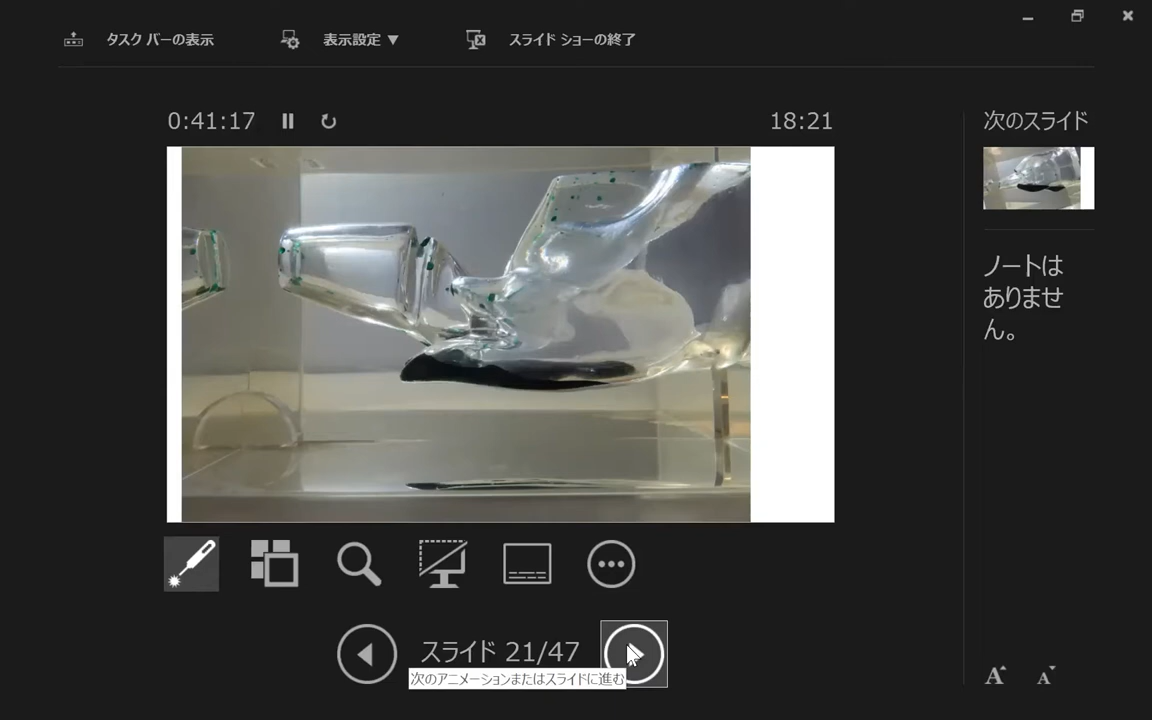 タスク バーの表示
表示設定 ▼
スライド ショーの終了
0:41:17
18:21
次のスライド
ノートは
ありませ
ん。
スライド 21/47
次のアニメーションまたはスライドに進む
A
A